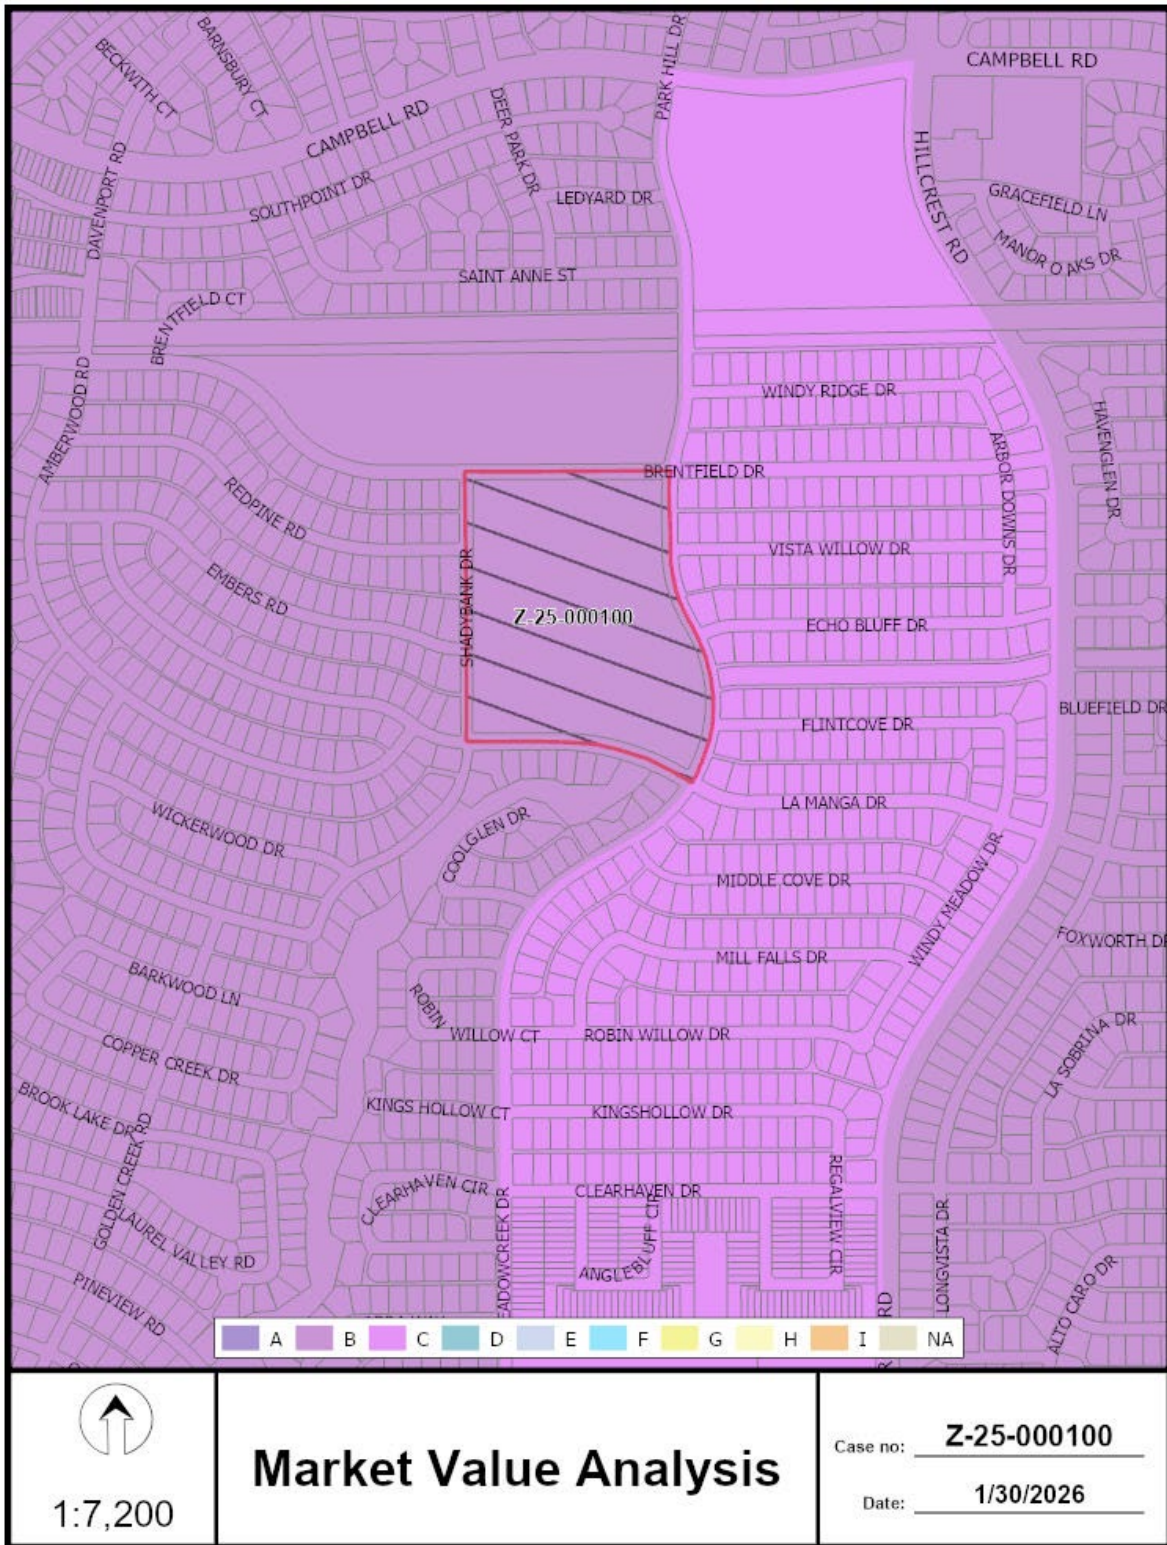 BECKWITH CT
BARNSBURY CT
PARK HILL DR
CAMPBELL RD
CAMPBELL RD
DEER PARK DR
DAVENPORT RD
SOUTHPOINT DR
LEDYARD DR
HILLCREST RD
GRACEFIELD LN
MANOR OAKS DR
SAINT ANNE ST
BRENTFIELD CT
AMBERWOOD RD
WINDY RIDGE DR
HAVENGLEN DR
ARBOR DOWNS DR
BRENTFIELD DR
REDPINE RD
VISTA WILLOW DR
EMBERS RD
SHADYBANK DR
Z-25-000100
ECHO BLUFF DR
BLUEFIELD DR
FLINTCOVE DR
LA MANGA DR
WICKERWOOD DR
COOLGLEN DR
MIDDLE COVE DR
WINDY MEADOW DR
FOXWORTH DR
MILL FALLS DR
BARKWOOD LN
ROBIN
WILLOW CT
ROBIN WILLOW DR
LA SOBRINA DR
COPPER CREEK DR
BROOK LAKE DR
KINGS HOLLOW CT
KINGSHOLLOW DR
GOLDEN CREEK RD
CLEARHAVEN CIR
CLEARHAVEN DR
REGALVIEW CIR
EADOWCREEK DR
ANGLEBLUFF CIR
LONGVISTA DR
LAUREL VALLEY RD
PINEVIEW RD
ALTO CARO DR
RD
A B C D E F G H I NA
1:7,200
Market Value Analysis
Case no: Z-25-000100
Date: 1/30/2026